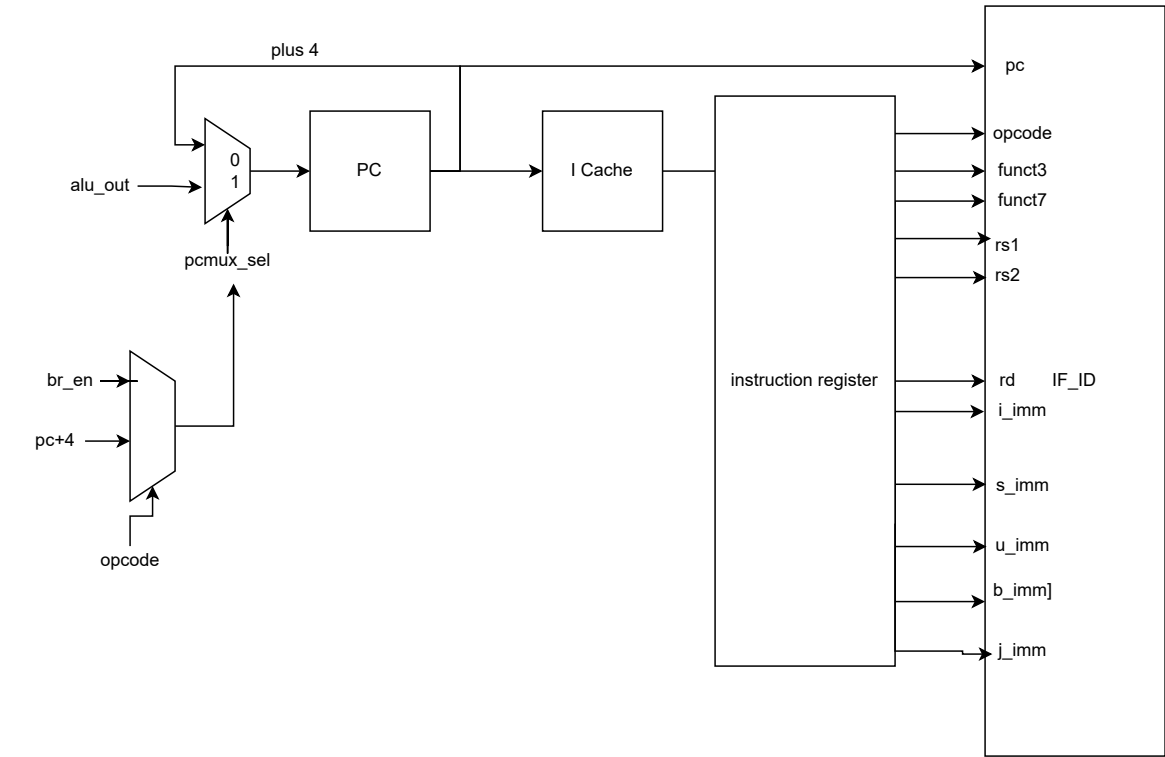 plus 4
pc
opcode
0
1
PC
I Cache
funct3
alu_out
funct7
rs1
pcmux_sel
rs2
br_en
instruction register
rd
IF_ID
i_imm
pc+4
s_imm
u_imm
opcode
b_imm]
j_imm